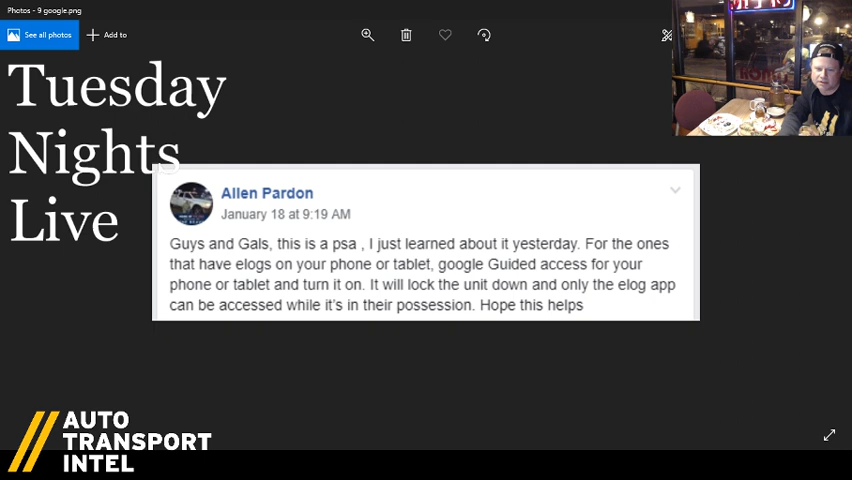 Photos - 9 google.png
See all photos
Add to
Tuesday
Nights
Live
Allen Pardon
January 18 at 9:19 AM
Guys and Gals, this is a psa , I just learned about it yesterday. For the ones
that have elogs on your phone or tablet, google Guided access for your
phone or tablet and turn it on. It will lock the unit down and only the elog app
can be accessed while it's in their possession. Hope this helps
AUTO
TRANSPORT
INTEL